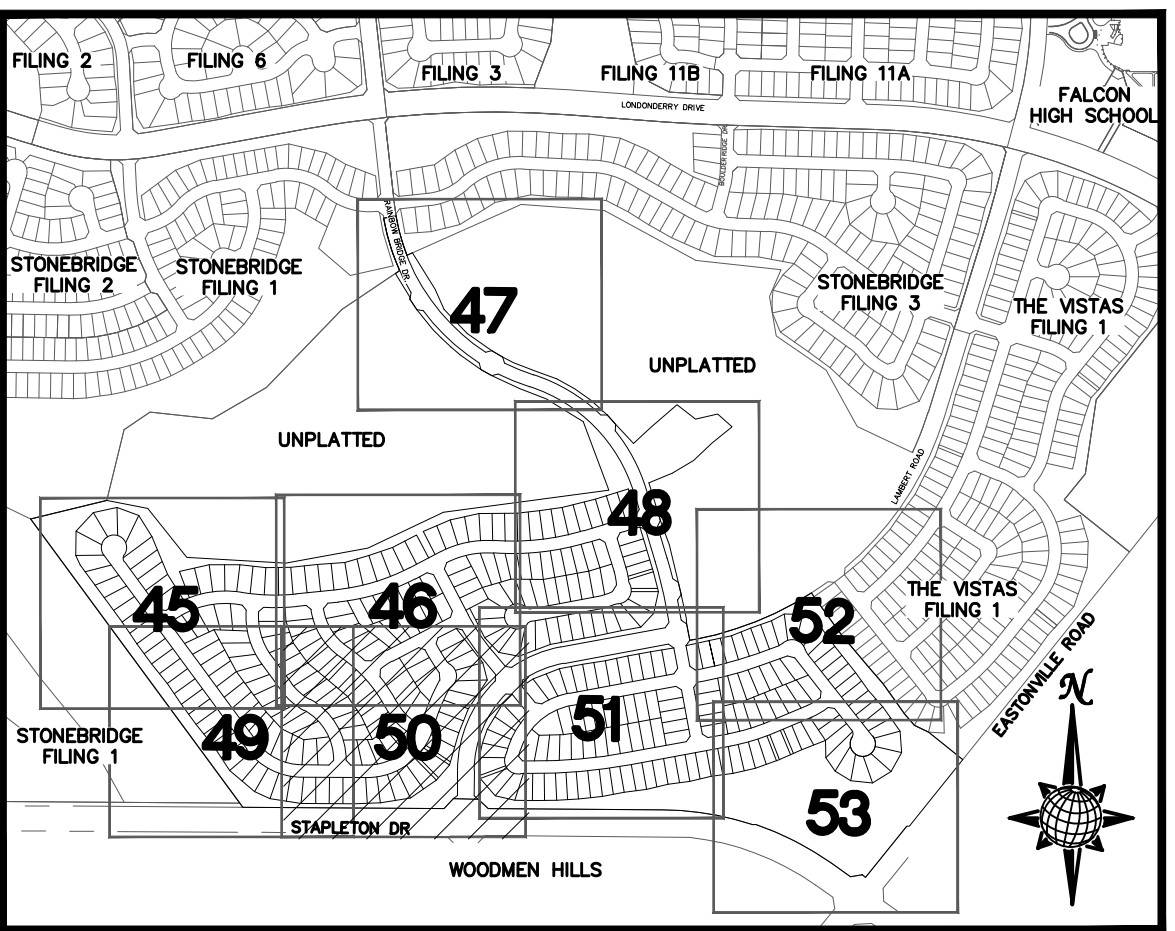 FILING 2
FILING 6
FILING 3
FILING 11B
FILING 11A
FALCON
HIGH SCHOOL
LONDONDERRY DRIVE
BOULDER RIDGE DR
RAINBOW BRIDGE DR.
STONEBRIDGE
FILING 2
STONEBRIDGE
FILING 1
STONEBRIDGE
FILING 3
THE VISTAS
FILING 1
47
UNPLATTED
UNPLATTED
LAMBERT ROAD
48
45
46
52
THE VISTAS
FILING 1
EASTONVILLE ROAD
N
STONEBRIDGE
FILING 1
49
50
51
53
STAPLETON DR
WOODMEN HILLS